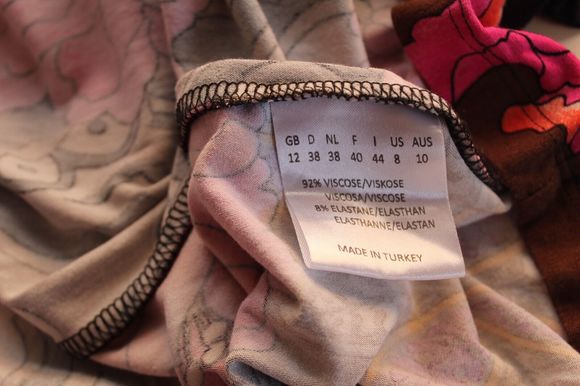 GB D NL F I US AUS
12 38 38 40 44 8 10
92% VISCOSE/VISKOSE
VISCOSA/VISCOSE
8% ELASTANE/ELASTHAN
ELASTHANNE/ELASTAN
MADE IN TURKEY